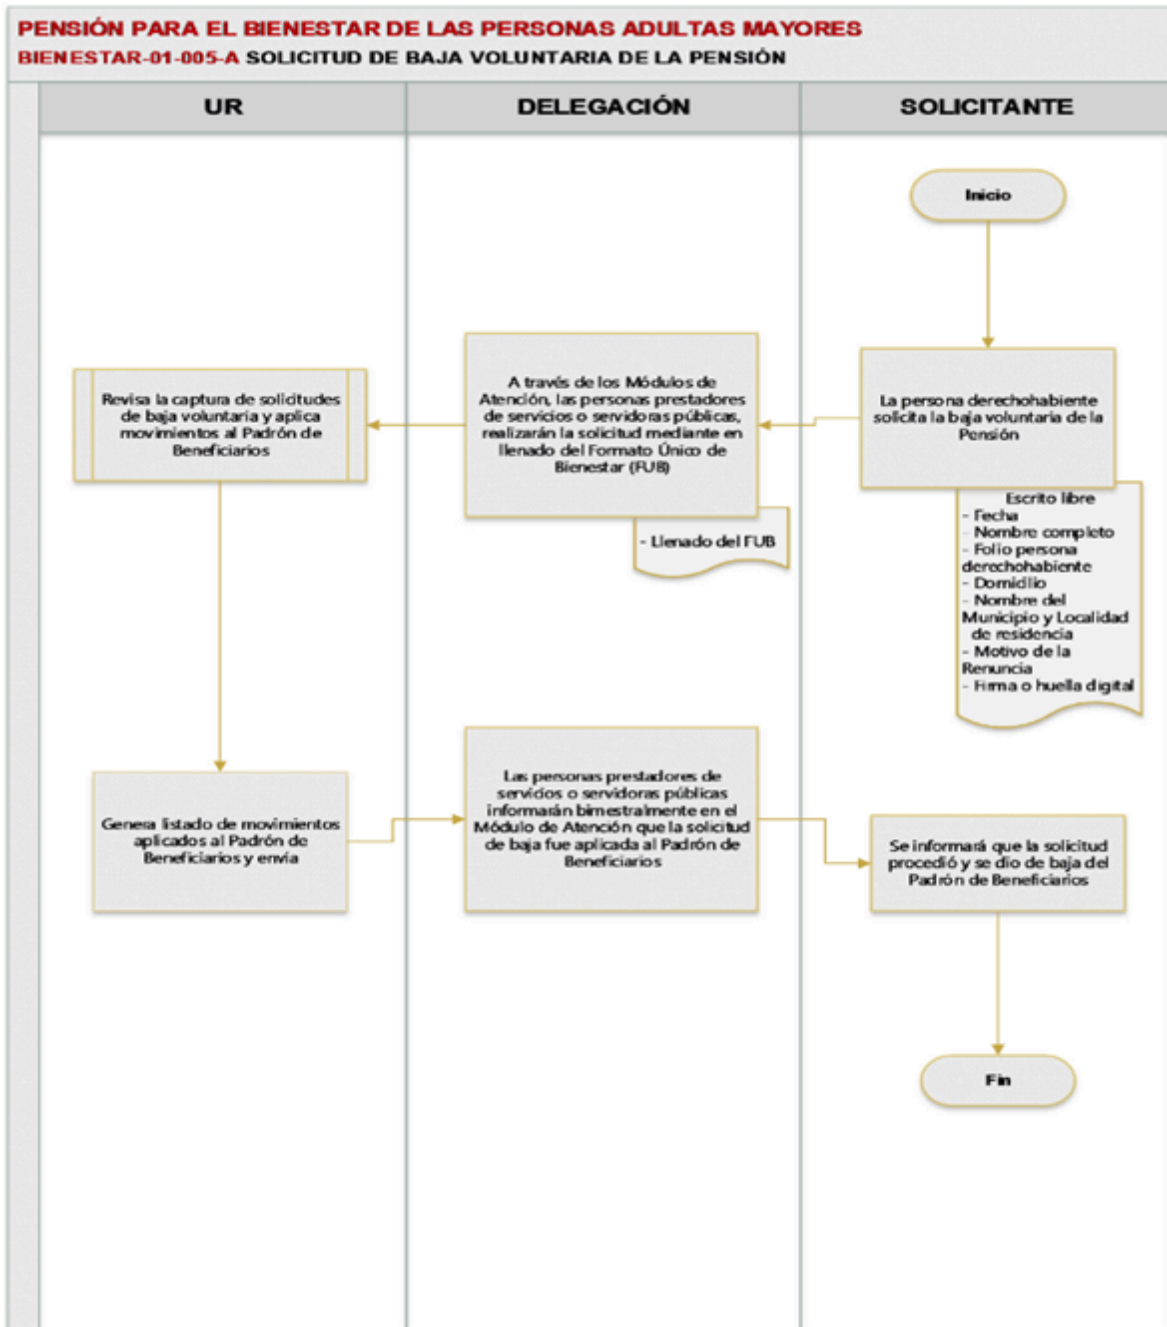 PENSIÓN PARA EL BIENESTAR DE LAS PERSONAS ADULTAS MAYORES
BIENESTAR-01-005-A SOLICITUD DE BAJA VOLUNTARIA DE LA PENSIÓN
UR
DELEGACIÓN
SOLICITANTE
Inicio
La persona derechohabiente
solicita la baja voluntaria de la
Pensión
Escrito libre
- Fecha
- Nombre completo
- Folio persona
derechohabiente
- Domicilio
- Nombre del
Municipio y Localidad
de residencia
- Motivo de la
Renuncia
- Firma o huella digital
A través de los Módulos de
Atención, las personas prestadores
de servicios o servidoras públicas,
realizarán la solicitud mediante en
llenado del Formato Único de
Bienestar (FUB)
- Llenado del FUB
Revisa la captura de solicitudes
de baja voluntaria y aplica
movimientos al Padrón de
Beneficiarios
Genera listado de movimientos
aplicados al Padrón de
Beneficiarios y envía
Las personas prestadores de
servicios o servidoras públicas
informarán bimestralmente en el
Módulo de Atención que la solicitud
de baja fue aplicada al Padrón de
Beneficiarios
Se informará que la solicitud
procedió y se dio de baja del
Padrón de Beneficiarios
Fin